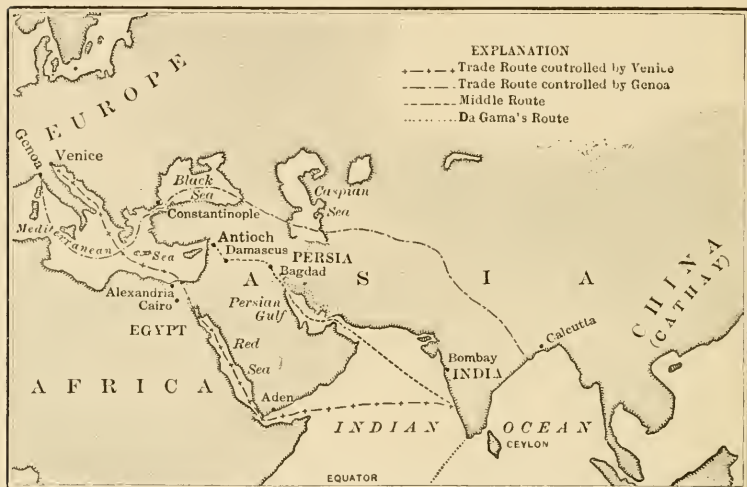 EXPLANATION
Trade Route controlled by Venice
Trade Route controlled by Genoa
Middle Route
Da Gama's Route
EUROPE
Genoa
Venice
Black
Sea
Caspian
Sea
Constantinople
Mediterranean
Sea
Antioch
Damascus
PERSIA
Bagdad
ASIA
CHINA
(CATHAY)
Alexandria
Cairo
Persian
Gulf
EGYPT
Red
Sea
Calcutta
Bombay
INDIA
AFRICA
Aden
INDIAN OCEAN
CEYLON
EQUATOR